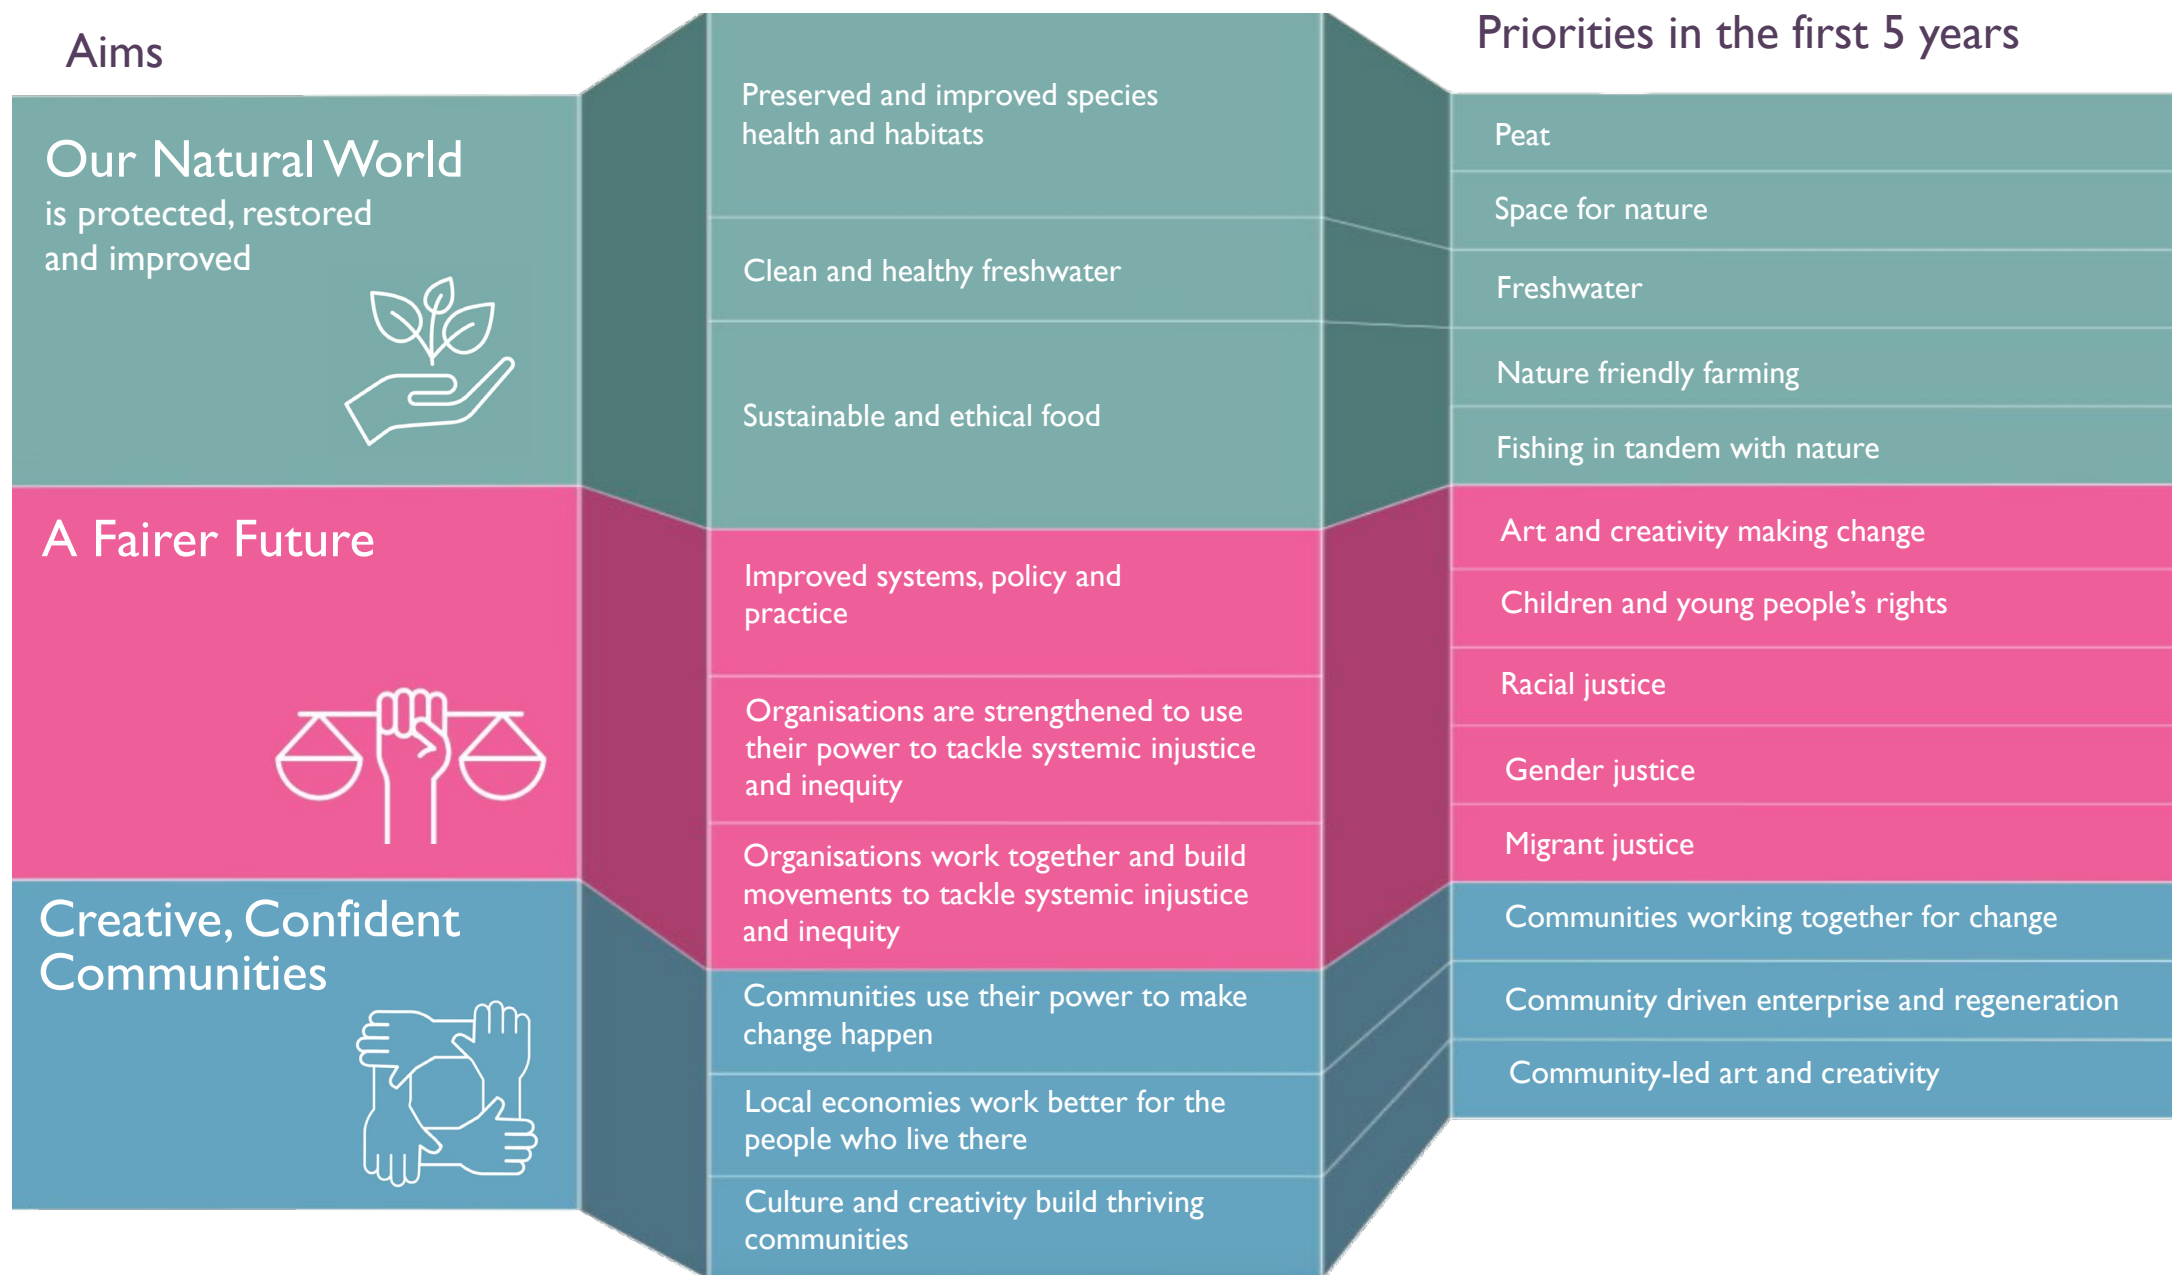 Aims
Our Natural World
is protected, restored
and improved
A Fairer Future
Creative, Confident
Communities
Preserved and improved species
health and habitats
Clean and healthy freshwater
Sustainable and ethical food
Improved systems, policy and
practice
Organisations are strengthened to use
their power to tackle systemic injustice
and inequity
Organisations work together and build
movements to tackle systemic injustice
and inequity
Communities use their power to make
change happen
Local economies work better for the
people who live there
Culture and creativity build thriving
communities
Priorities in the first 5 years
Peat
Space for nature
Freshwater
Nature friendly farming
Fishing in tandem with nature
Art and creativity making change
Children and young people’s rights
Racial justice
Gender justice
Migrant justice
Communities working together for change
Community driven enterprise and regeneration
Community-led art and creativity